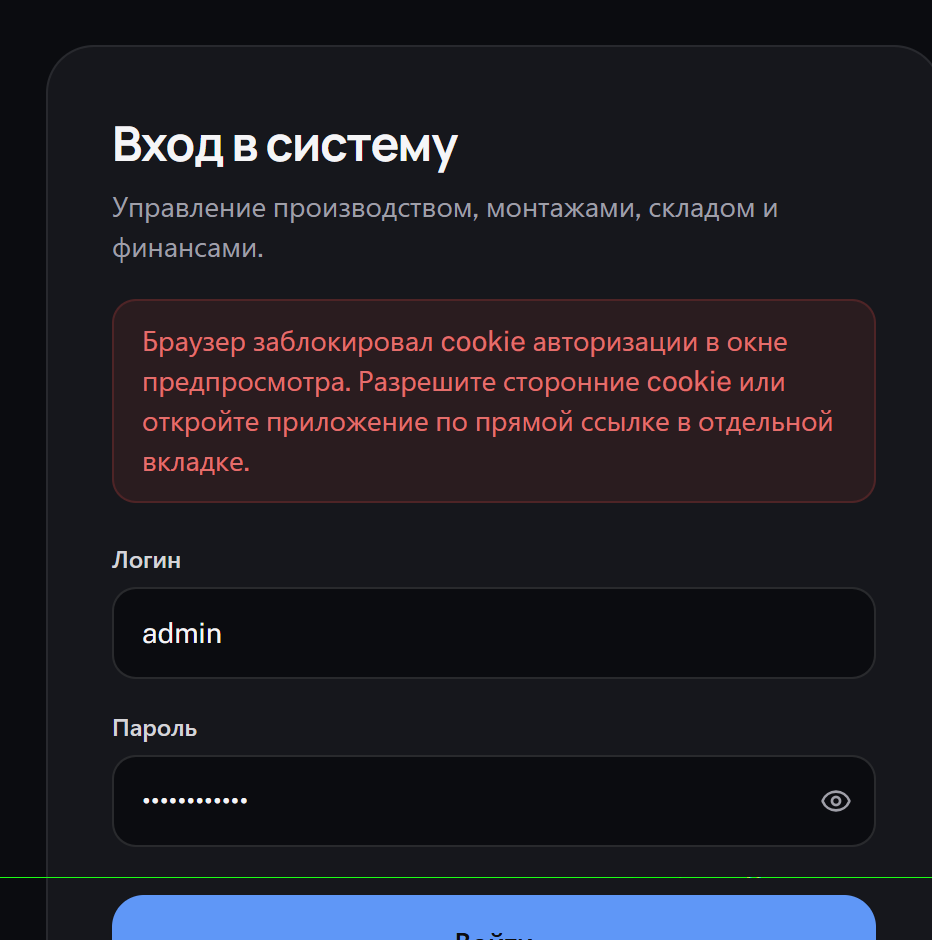 Вход в систему
Управление производством, монтажами, складом и
финансами.
Браузер заблокировал cookie авторизации в окне
предпросмотра. Разрешите сторонние cookie или
откройте приложение по прямой ссылке в отдельной
вкладке.
Логин
admin
Пароль
••••••••••••
Войти